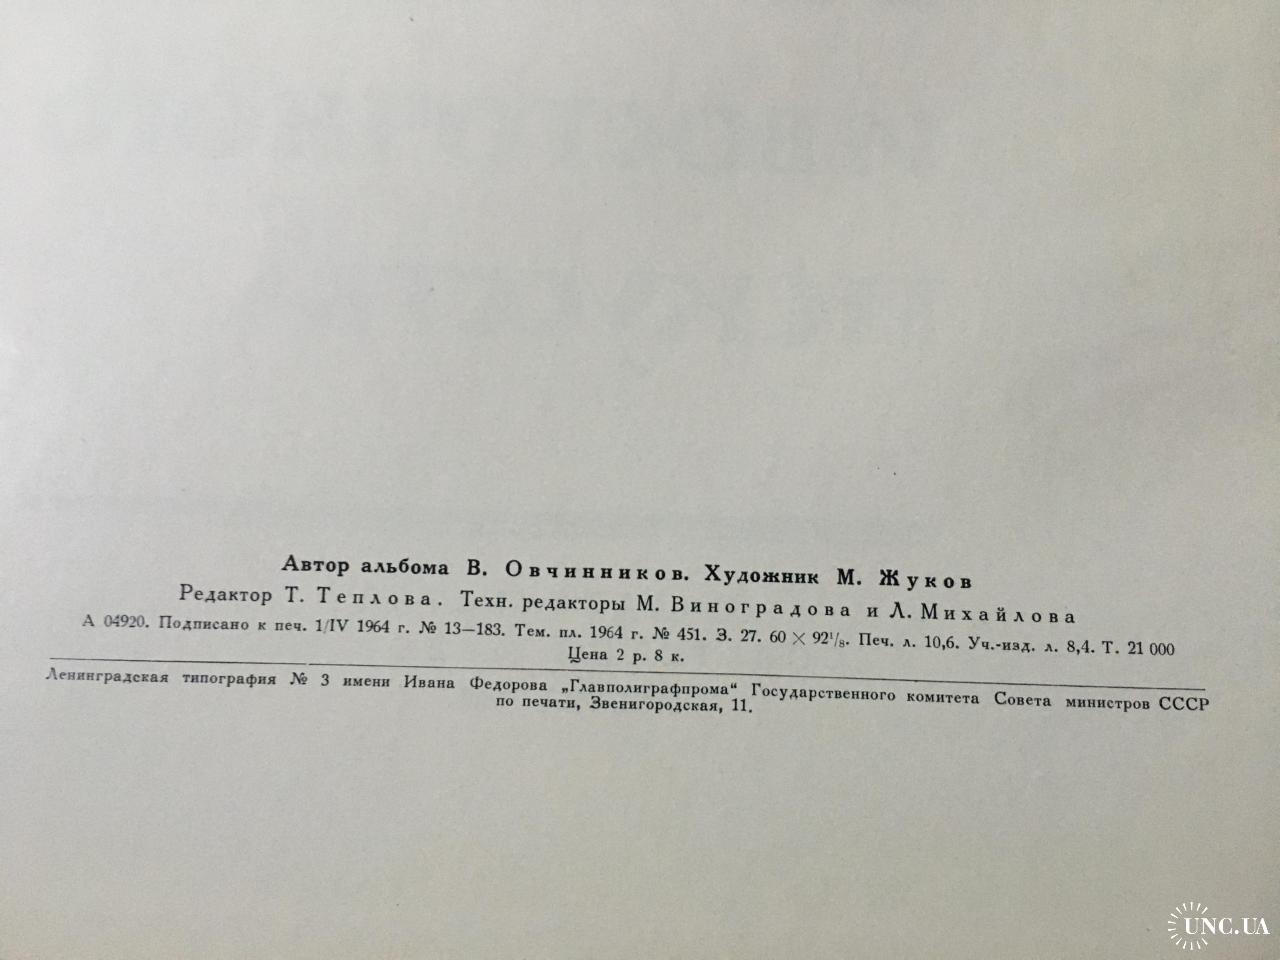 Автор альбома В. Овчинников. Художник М. Жуков
Редактор Т. Теплова. Техн. редакторы М. Виноградова и Л. Михайлова
А 04920. Подписано к печ. 1/IV 1964 г. № 13—183. Тем. пл. 1964 г. № 451. З. 27. 60 × 92¹/₈. Печ. л. 10,6. Уч.-изд. л. 8,4. Т. 21 000
Цена 2 р. 8 к.
Ленинградская типография № 3 имени Ивана Федорова „Главполиграфпрома“ Государственного комитета Совета министров СССР
по печати, Звенигородская, 11.
UNC.UA